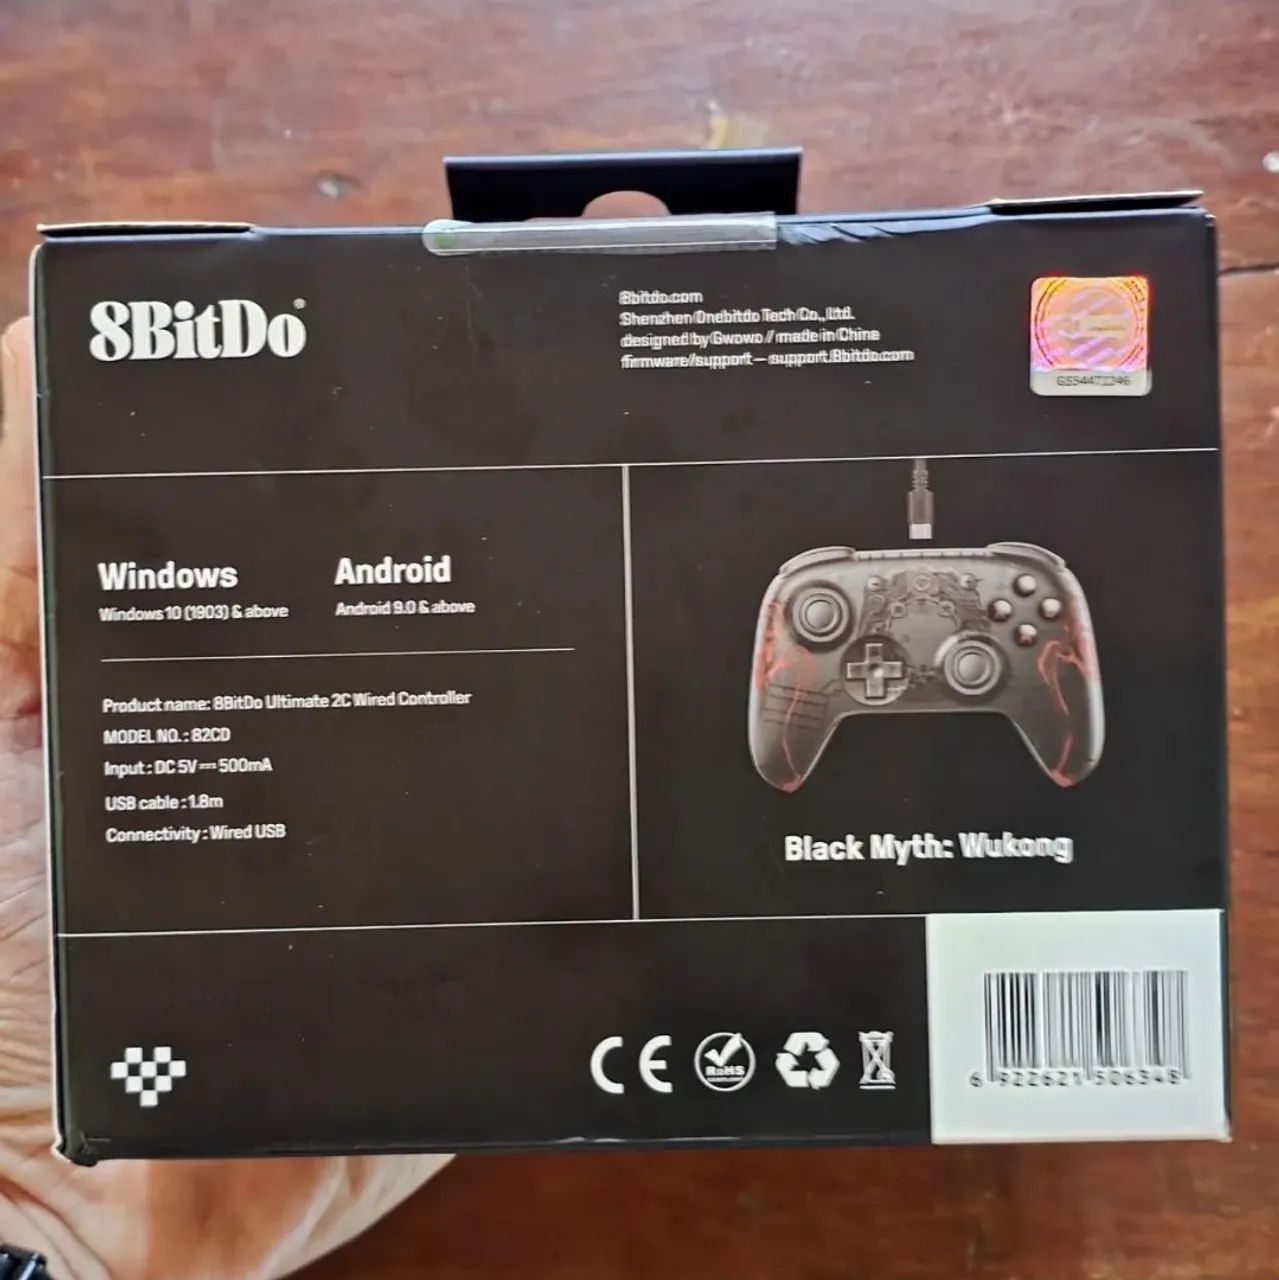 8BitDo®
8bitdo.com
Shenzhen 8bitdo Tech Co., Ltd.
designed by Gwowo / made in China
firmware/support – support.8bitdo.com
Windows
Windows 10 (1903) & above
Android
Android 9.0 & above
Product name: 8BitDo Ultimate 2C Wired Controller
MODEL NO.: 82CD
Input: DC 5V⎓500mA
USB cable: 1.8m
Connectivity: Wired USB
Black Myth: Wukong
CE
RoHS
6 922621 506348